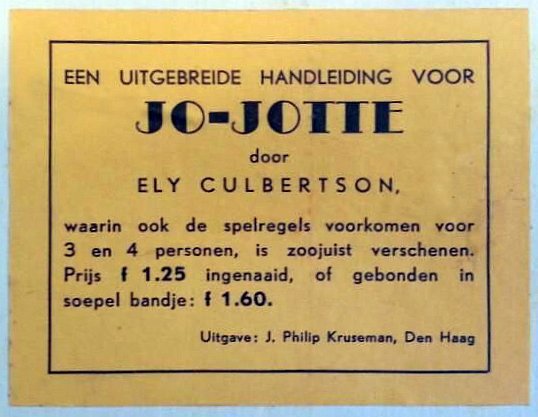 EEN UITGEBREIDE HANDLEIDING VOOR
JO-JOTTE
door
ELY CULBERTSON,
waarin ook de spelregels voorkomen voor
3 en 4 personen, is zoojuist verschenen.
Prijs f 1.25 ingenaaid, of gebonden in
soepel bandje: f 1.60.
Uitgave: J. Philip Kruseman, Den Haag